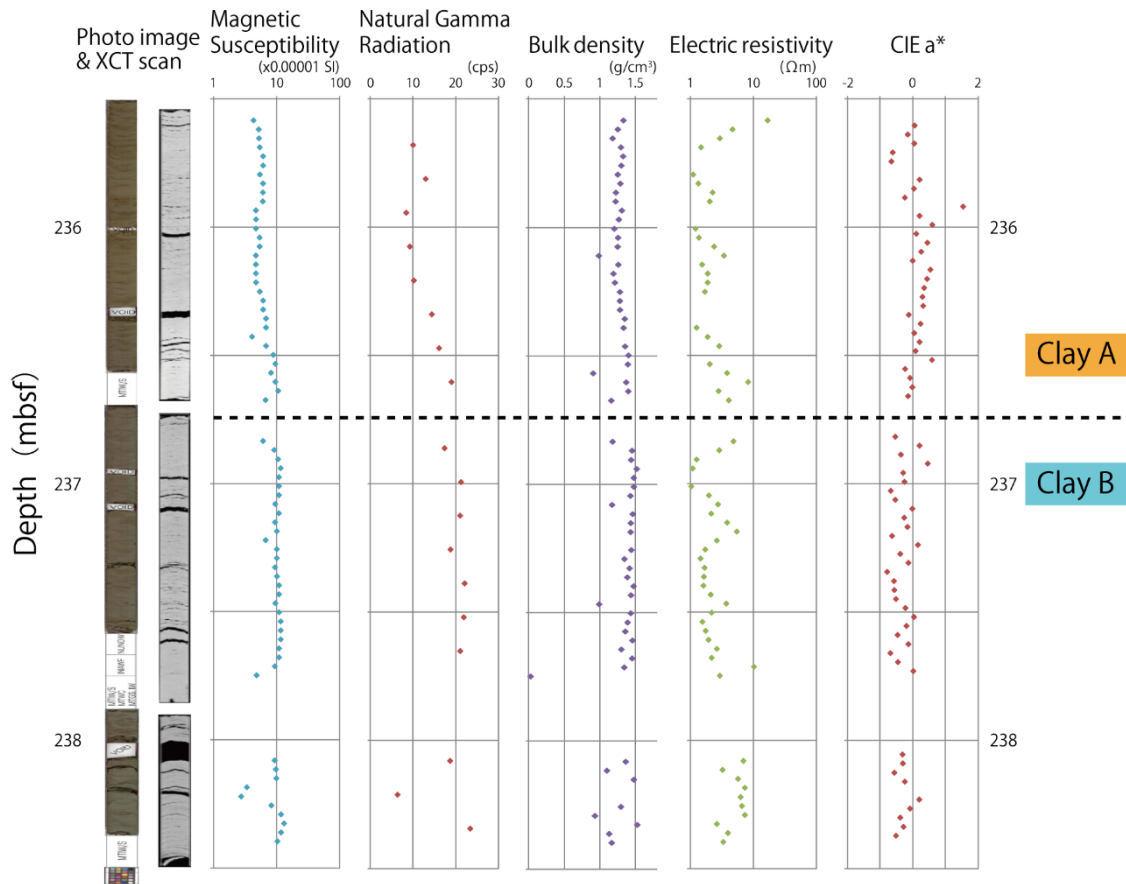 Photo image
& XCT scan
Magnetic
Susceptibility
(x0.00001 SI)
1 10 100
Natural Gamma
Radiation
(cps)
0 10 20 30
Bulk density
(g/cm³)
0 0.5 1 1.5
Electric resistivity
(Ωm)
1 10 100
CIE a*
-2 0 2
Depth (mbsf)
236
237
238
236
237
238
Clay A
Clay B
VOID
VOID
MTIW/S
VOID
VOID
VOID
MTIW/S